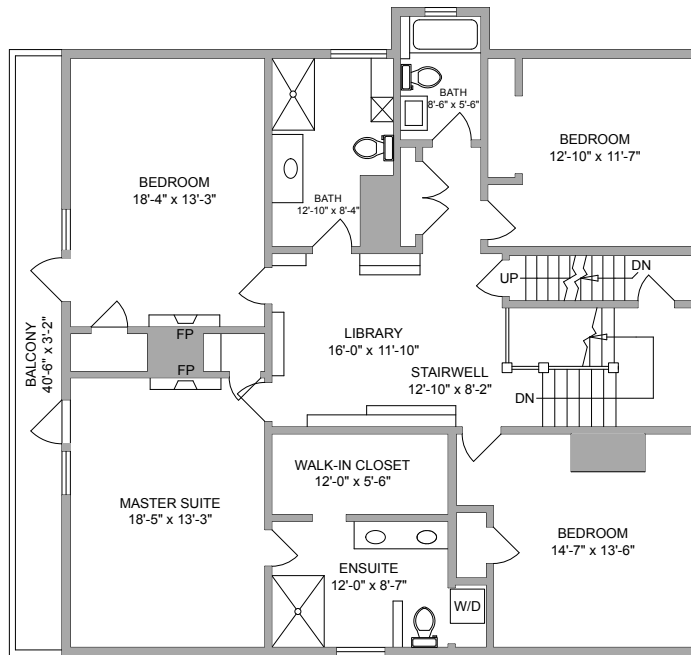 BATH
8'-6" x 5'-6"
BEDROOM
12'-10" x 11'-7"
BEDROOM
18'-4" x 13'-3"
BATH
12'-10" x 8'-4"
UP
DN
BALCONY
40'-6" x 3'-2"
FP
FP
LIBRARY
16'-0" x 11'-10"
STAIRWELL
12'-10" x 8'-2"
DN
WALK-IN CLOSET
12'-0" x 5'-6"
MASTER SUITE
18'-5" x 13'-3"
BEDROOM
14'-7" x 13'-6"
ENSUITE
12'-0" x 8'-7"
W/D